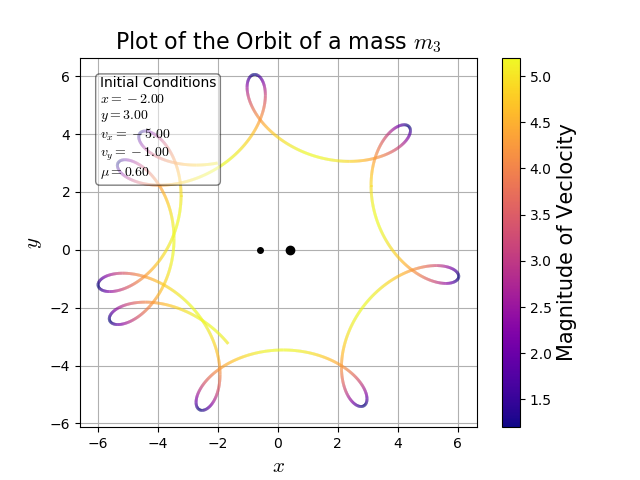 Plot of the Orbit of a mass m₃
Initial Conditions
x = −2.00
y = 3.00
vₓ = −5.00
v_y = −1.00
μ = 0.60
6
4
2
0
−2
−4
−6
y
−6 −4 −2 0 2 4 6
x
5.0
4.5
4.0
3.5
3.0
2.5
2.0
1.5
Magnitude of Veclocity